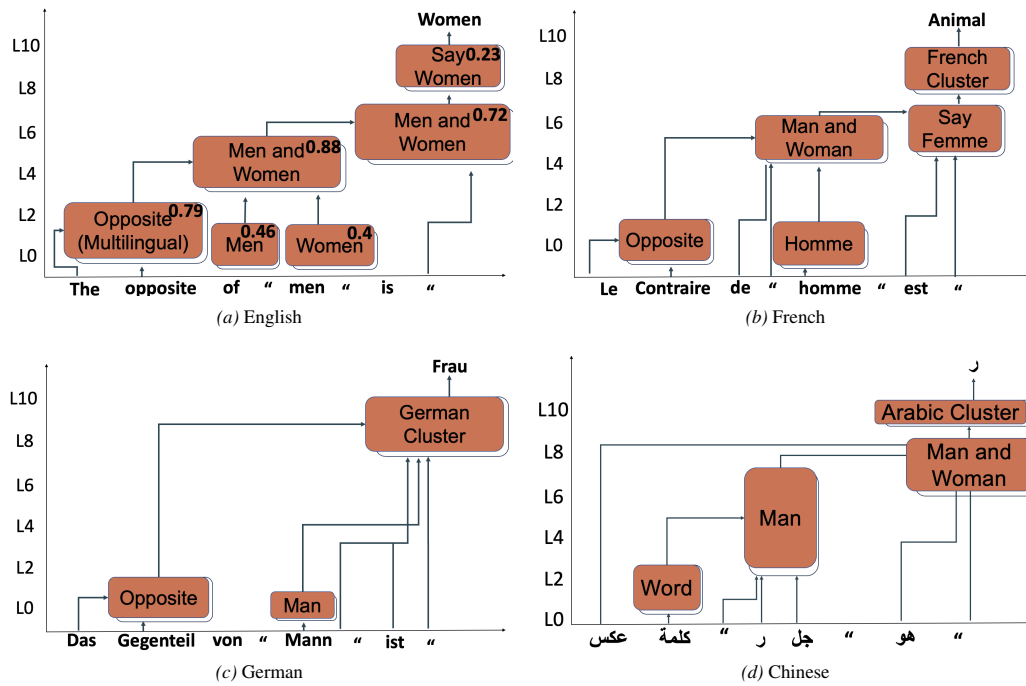 Women
L10
L8
L6
L4
L2
L0
Say 0.23
Women
Men and 0.72
Women
Men and 0.88
Women
Opposite 0.79
(Multilingual)
Men 0.46
Women 0.4
The opposite of “ men “ is “
(a) English
Animal
L10
L8
L6
L4
L2
L0
French
Cluster
Say
Femme
Man and
Woman
Opposite
Homme
Le Contraire de “ homme “ est “
(b) French
Frau
L10
L8
L6
L4
L2
L0
German
Cluster
Opposite
Man
Das Gegenteil von “ Mann “ ist “
(c) German
ر
L10
L8
L6
L4
L2
L0
Arabic Cluster
Man and
Woman
Man
Word
عكس كلمة “ ر جل “ هو “
(d) Chinese